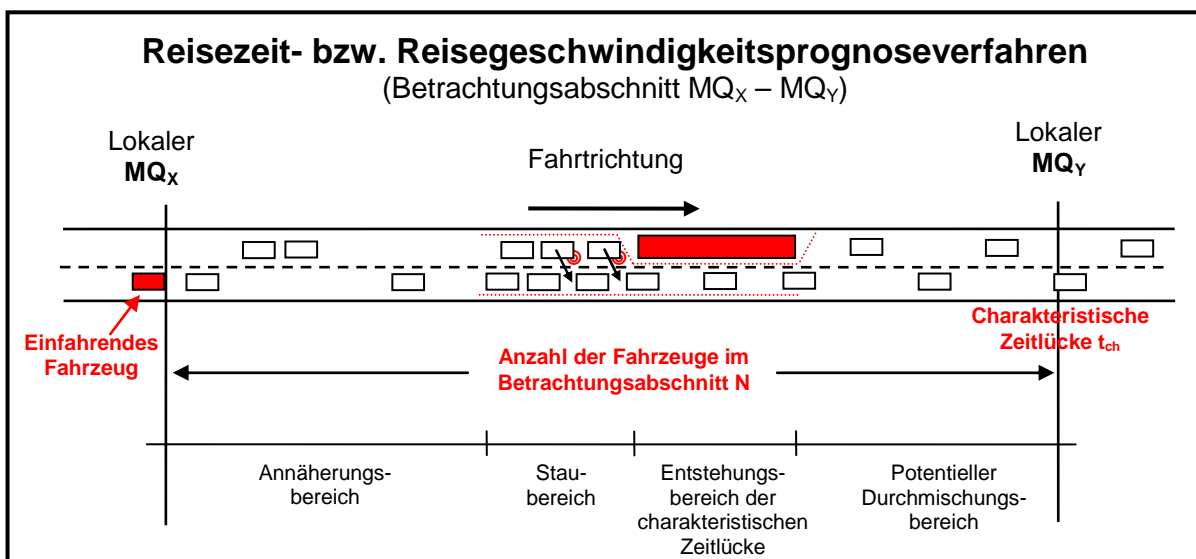 Reisezeit- bzw. Reisegeschwindigkeitsprognoseverfahren
(Betrachtungsabschnitt MQX – MQY)
Lokaler
MQX
Fahrtrichtung
Lokaler
MQY
Einfahrendes
Fahrzeug
Anzahl der Fahrzeuge im
Betrachtungsabschnitt N
Charakteristische
Zeitlücke tch
Annäherungs-
bereich
Stau-
bereich
Entstehungs-
bereich der
charakteristischen
Zeitlücke
Potentieller
Durchmischungs-
bereich